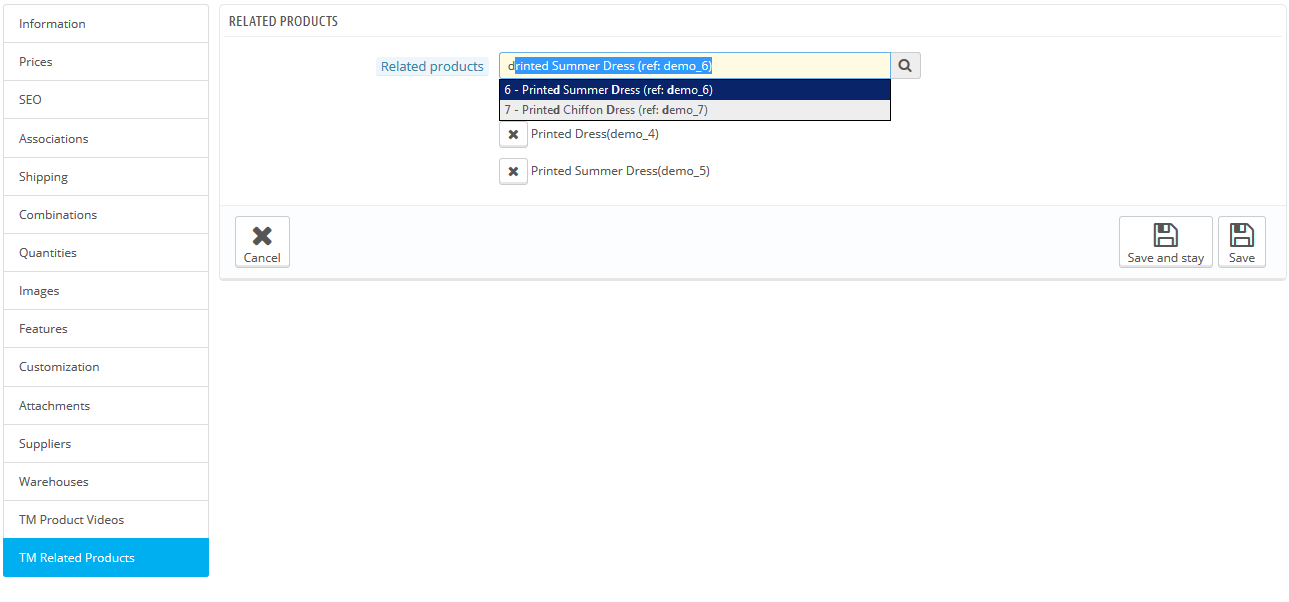 Information
Prices
SEO
Associations
Shipping
Combinations
Quantities
Images
Features
Customization
Attachments
Suppliers
Warehouses
TM Product Videos
TM Related Products
RELATED PRODUCTS
Related products
drinted Summer Dress (ref: demo_6)
6 - Printed Summer Dress (ref: demo_6)
7 - Printed Chiffon Dress (ref: demo_7)
Printed Dress(demo_4)
Printed Summer Dress(demo_5)
Cancel
Save and stay
Save